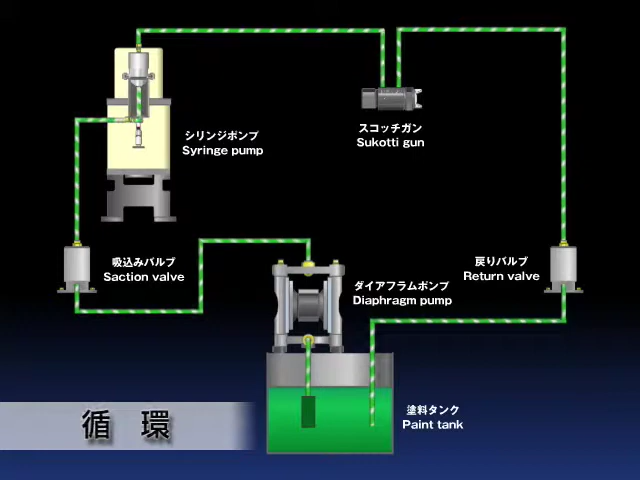 シリンジポンプ
Syringe pump
スコッチガン
Sukotti gun
吸込みバルブ
Saction valve
戻りバルブ
Return valve
ダイアフラムポンプ
Diaphragm pump
塗料タンク
Paint tank
循 環